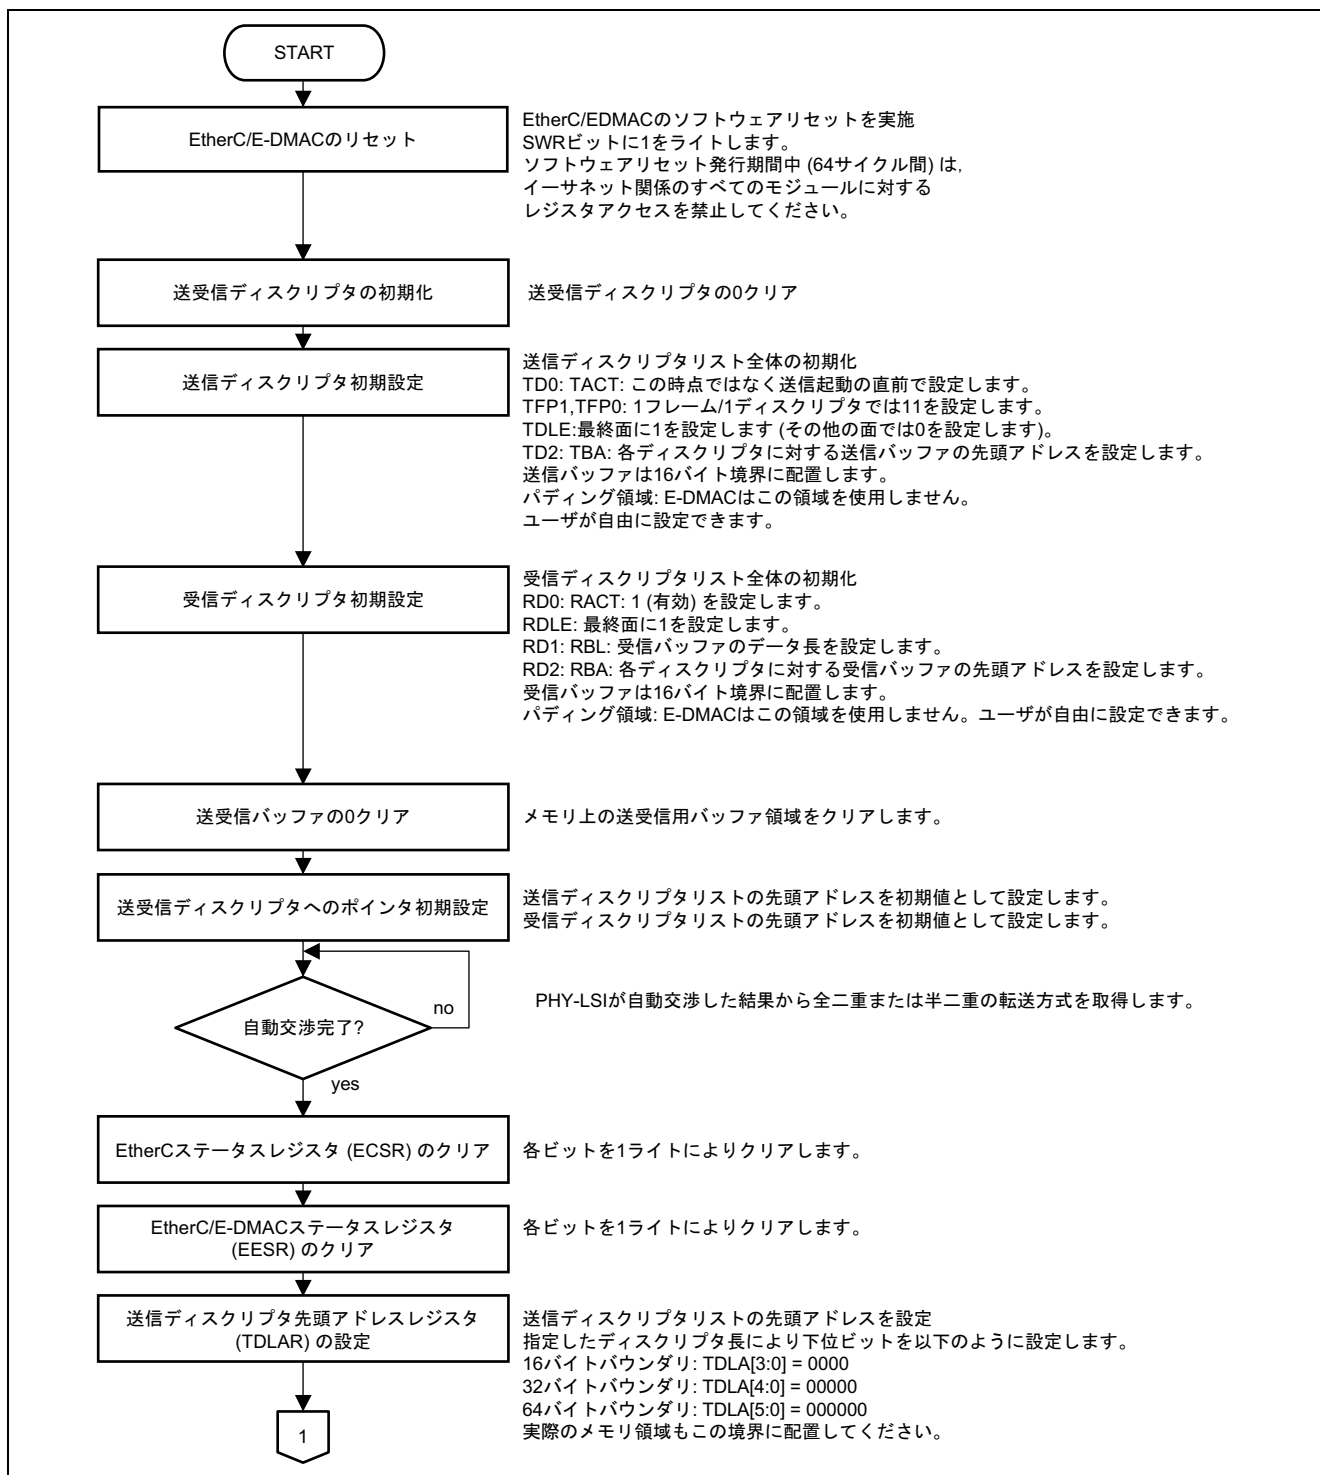 START
EtherC/E-DMACのリセット
EtherC/EDMACのソフトウェアリセットを実施
SWRビットに1をライトします。
ソフトウェアリセット発行期間中 (64サイクル間) は,
イーサネット関係のすべてのモジュールに対する
レジスタアクセスを禁止してください。
送受信ディスクリプタの初期化
送受信ディスクリプタの0クリア
送信ディスクリプタ初期設定
送信ディスクリプタリスト全体の初期化
TD0: TACT: この時点ではなく送信起動の直前で設定します。
TFP1,TFP0: 1フレーム/1ディスクリプタでは11を設定します。
TDLE:最終面に1を設定します (その他の面では0を設定します)。
TD2: TBA: 各ディスクリプタに対する送信バッファの先頭アドレスを設定します。
送信バッファは16バイト境界に配置します。
パディング領域: E-DMACはこの領域を使用しません。
ユーザが自由に設定できます。
受信ディスクリプタ初期設定
受信ディスクリプタリスト全体の初期化
RD0: RACT: 1 (有効) を設定します。
RDLE: 最終面に1を設定します。
RD1: RBL: 受信バッファのデータ長を設定します。
RD2: RBA: 各ディスクリプタに対する受信バッファの先頭アドレスを設定します。
受信バッファは16バイト境界に配置します。
パディング領域: E-DMACはこの領域を使用しません。ユーザが自由に設定できます。
送受信バッファの0クリア
メモリ上の送受信用バッファ領域をクリアします。
送受信ディスクリプタへのポインタ初期設定
送信ディスクリプタリストの先頭アドレスを初期値として設定します。
受信ディスクリプタリストの先頭アドレスを初期値として設定します。
自動交渉完了?
no
PHY-LSIが自動交渉した結果から全二重または半二重の転送方式を取得します。
yes
EtherCステータスレジスタ (ECSR) のクリア
各ビットを1ライトによりクリアします。
EtherC/E-DMACステータスレジスタ
(EESR) のクリア
各ビットを1ライトによりクリアします。
送信ディスクリプタ先頭アドレスレジスタ
(TDLAR) の設定
送信ディスクリプタリストの先頭アドレスを設定
指定したディスクリプタ長により下位ビットを以下のように設定します。
16バイトバウンダリ: TDLA[3:0] = 0000
32バイトバウンダリ: TDLA[4:0] = 00000
64バイトバウンダリ: TDLA[5:0] = 000000
実際のメモリ領域もこの境界に配置してください。
1